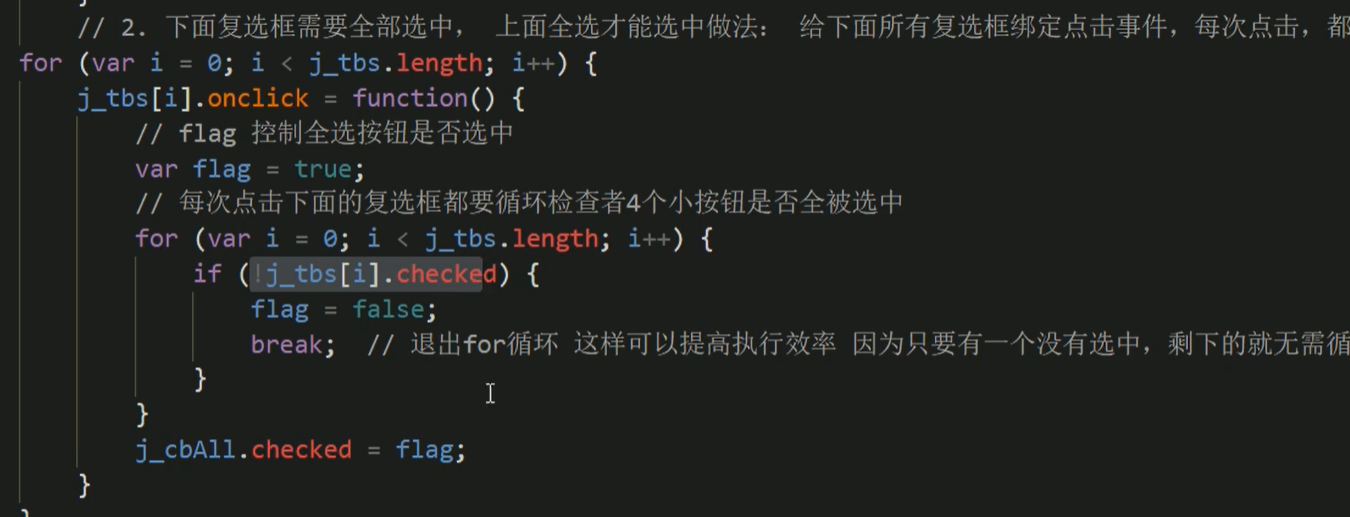 }
// 2. 下面复选框需要全部选中， 上面全选才能选中做法： 给下面所有复选框绑定点击事件，每次点击，都
for (var i = 0; i < j_tbs.length; i++) {
j_tbs[i].onclick = function() {
// flag 控制全选按钮是否选中
var flag = true;
// 每次点击下面的复选框都要循环检查者4个小按钮是否全被选中
for (var i = 0; i < j_tbs.length; i++) {
if (!j_tbs[i].checked) {
flag = false;
break; // 退出for循环 这样可以提高执行效率 因为只要有一个没有选中，剩下的就无需循
}
}
j_cbAll.checked = flag;
}
}